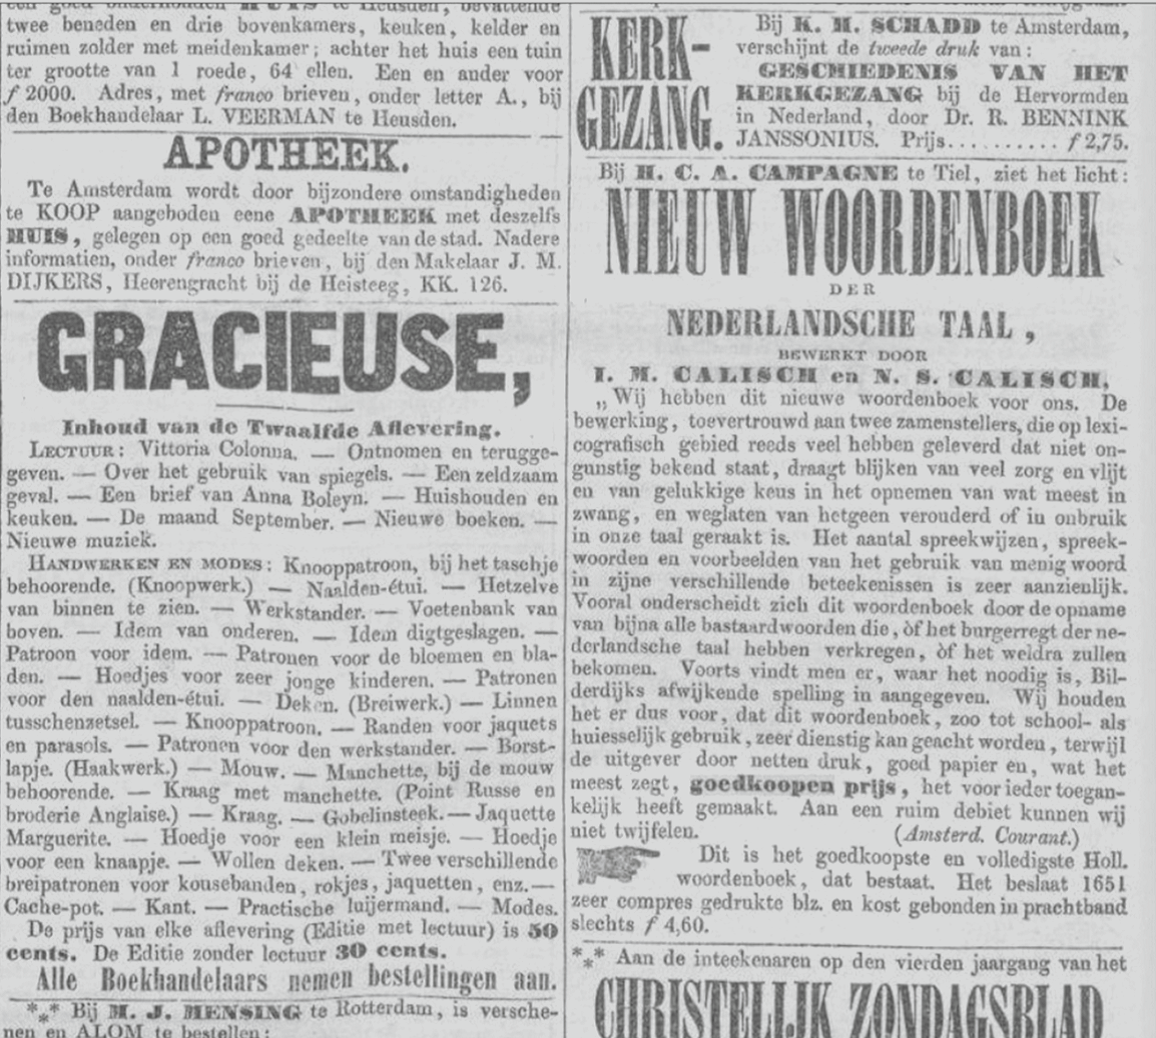 een goed onderhouden HUIS te Heusden, bevattende
twee beneden en drie bovenkamers, keuken, kelder en
ruimen zolder met meidenkamer; achter het huis een tuin
ter grootte van 1 roede, 64 ellen. Een en ander voor
f 2000. Adres, met franco brieven, onder letter A., bij
den Boekhandelaar L. VEERMAN te Heusden.
APOTHEEK.
Te Amsterdam wordt door bijzondere omstandigheden
te KOOP aangeboden eene APOTHEEK met deszelfs
HUIS, gelegen op een goed gedeelte van de stad. Nadere
informatien, onder franco brieven, bij den Makelaar J. M.
DIJKERS, Heerengracht bij de Heisteeg, KK. 126.
GRACIEUSE,
Inhoud van de Twaalfde Aflevering.
LECTUUR: Vittoria Colonna. — Ontnomen en terugge-
geven. — Over het gebruik van spiegels. — Een zeldzaam
geval. — Een brief van Anna Boleyn. — Huishouden en
keuken. — De maand September. — Nieuwe boeken. —
Nieuwe muziek.
HANDWERKEN EN MODES: Knooppatroon, bij het taschje
behoorende. (Knoopwerk.) — Naalden-étui. — Hetzelve
van binnen te zien. — Werkstander. — Voetenbank van
boven. — Idem van onderen. — Idem digtgeslagen. —
Patroon voor idem. — Patronen voor de bloemen en bla-
den. — Hoedjes voor zeer jonge kinderen. — Patronen
voor den naalden-étui. — Deken. (Breiwerk.) — Linnen
tusschenzetsel. — Knooppatroon. — Randen voor jaquets
en parasols. — Patronen voor den werkstander. — Borst-
lapje. (Haakwerk.) — Mouw. — Manchette, bij de mouw
behoorende. — Kraag met manchette. (Point Russe en
broderie Anglaise.) — Kraag. — Gobelinsteek. — Jaquette
Marguerite. — Hoedje voor een klein meisje. — Hoedje
voor een knaapje. — Wollen deken. — Twee verschillende
breipatronen voor kousebanden, rokjes, jaquetten, enz. —
Cache-pot. — Kant. — Practische luijermand. — Modes.
De prijs van elke aflevering (Editie met lectuur) is 50
cents. De Editie zonder lectuur 30 cents.
Alle Boekhandelaars nemen bestellingen aan.
*** Bij M. J. MENSING te Rotterdam, is versche-
nen en ALOM te bestellen:
KERK-
GEZANG.
Bij K. H. SCHADD te Amsterdam,
verschijnt de tweede druk van:
GESCHIEDENIS VAN HET
KERKGEZANG bij de Hervormden
in Nederland, door Dr. R. BENNINK
JANSSONIUS. Prijs.......... f 2,75.
Bij H. C. A. CAMPAGNE te Tiel, ziet het licht:
NIEUW WOORDENBOEK
DER
NEDERLANDSCHE TAAL,
BEWERKT DOOR
I. M. CALISCH en N. S. CALISCH,
„Wij hebben dit nieuwe woordenboek voor ons. De
bewerking, toevertrouwd aan twee zamenstellers, die op lexi-
cografisch gebied reeds veel hebben geleverd dat niet on-
gunstig bekend staat, draagt blijken van veel zorg en vlijt
en van gelukkige keus in het opnemen van wat meest in
zwang, en weglaten van hetgeen verouderd of in onbruik
in onze taal geraakt is. Het aantal spreekwijzen, spreek-
woorden en voorbeelden van het gebruik van menig woord
in zijne verschillende beteekenissen is zeer aanzienlijk.
Vooral onderscheidt zich dit woordenboek door de opname
van bijna alle bastaardwoorden die, òf het burgerregt der ne-
derlandsche taal hebben verkregen, òf het weldra zullen
bekomen. Voorts vindt men er, waar het noodig is, Bil-
derdijks afwijkende spelling in aangegeven. Wij houden
het er dus voor, dat dit woordenboek, zoo tot school- als
huiesselijk gebruik, zeer dienstig kan geacht worden, terwijl
de uitgever door netten druk, goed papier en, wat het
meest zegt, goedkoopen prijs, het voor ieder toegan-
kelijk heeft gemaakt. Aan een ruim debiet kunnen wij
niet twijfelen. (Amsterd. Courant.)
Dit is het goedkoopste en volledigste Holl.
woordenboek, dat bestaat. Het beslaat 1651
zeer compres gedrukte blz. en kost gebonden in prachtband
slechts f 4,60.
*** Aan de inteekenaren op den vierden jaargang van het
CHRISTELIJK ZONDAGSBLAD